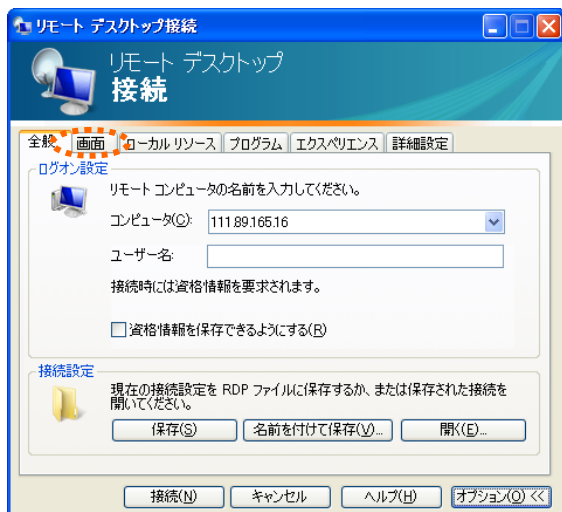 リモート デスクトップ接続
リモート デスクトップ
接続
全般 画面 ローカル リソース プログラム エクスペリエンス 詳細設定
ログオン設定
リモート コンピュータの名前を入力してください。
コンピュータ(C): 111.89.165.16
ユーザー名:
接続時には資格情報を要求されます。
資格情報を保存できるようにする(R)
接続設定
現在の接続設定を RDP ファイルに保存するか、または保存された接続を
開いてください。
保存(S) 名前を付けて保存(V)... 開く(E)...
接続(N) キャンセル ヘルプ(H) オプション(O) <<